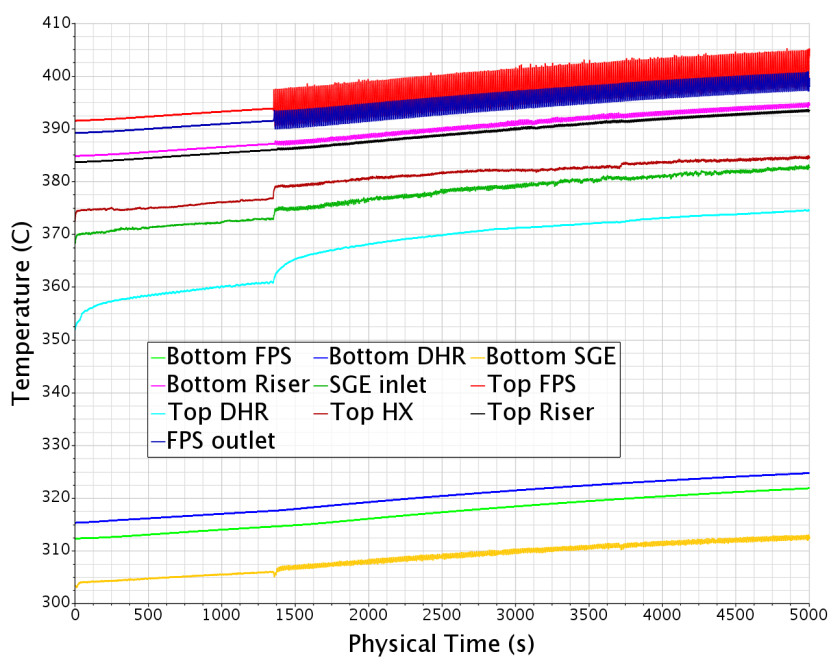 410
400
390
380
370
360
350
340
330
320
310
300
Temperature (C)
Bottom FPS Bottom DHR Bottom SGE
Bottom Riser SGE inlet Top FPS
Top DHR Top HX Top Riser
FPS outlet
0 500 1000 1500 2000 2500 3000 3500 4000 4500 5000
Physical Time (s)